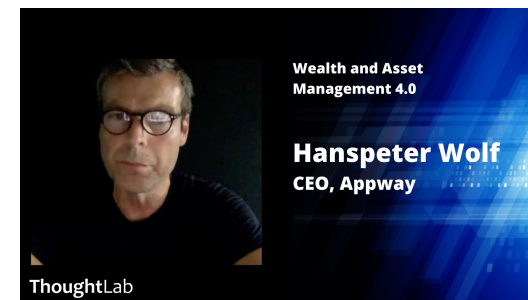 Wealth and Asset
Management 4.0
Hanspeter Wolf
CEO, Appway
ThoughtLab